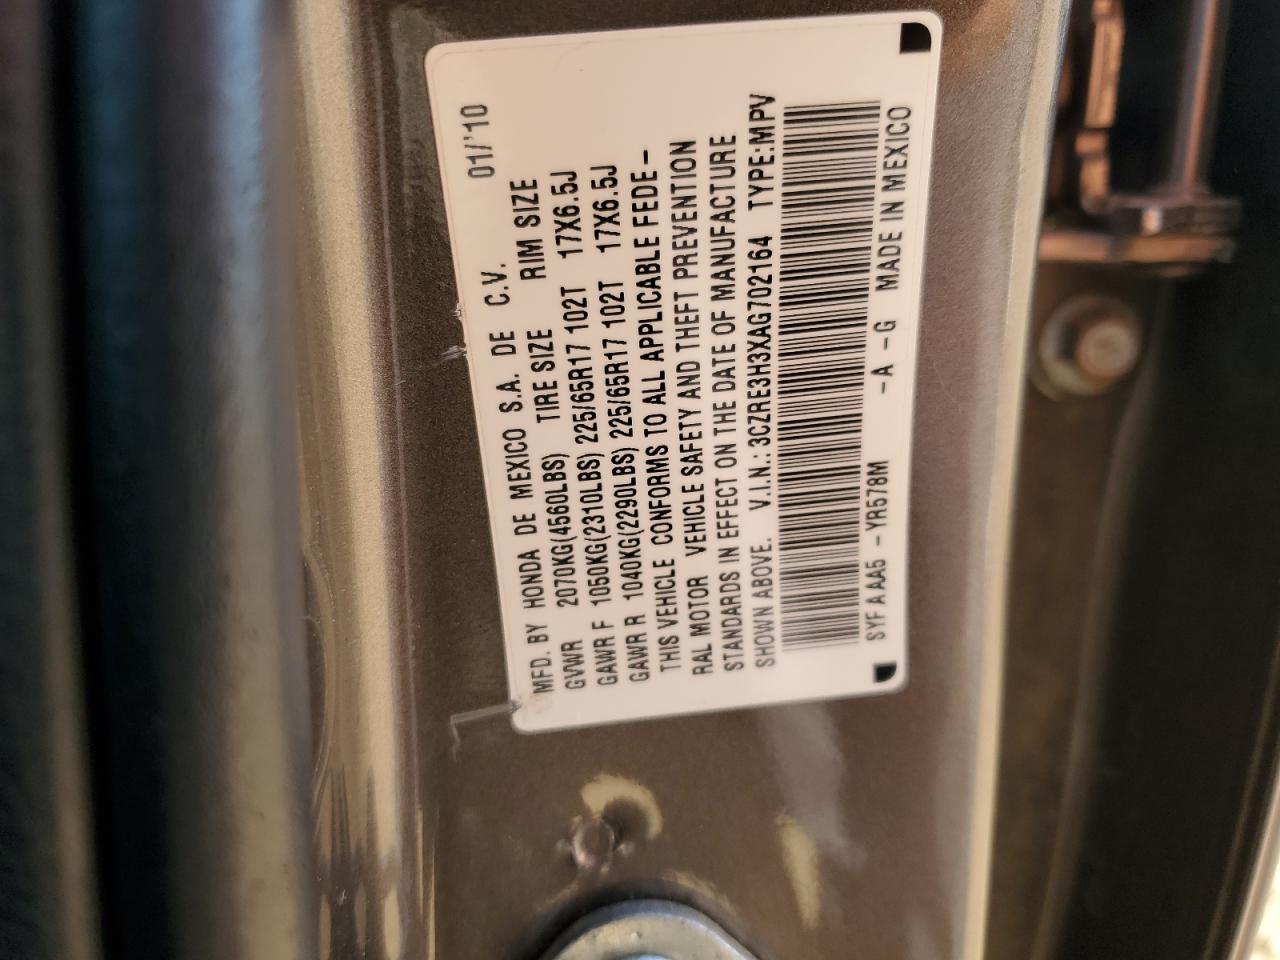 01/'10
MFD. BY HONDA DE MEXICO S.A. DE C.V.
TIRE SIZE RIM SIZE
GVWR 2070KG(4560LBS)
GAWR F 1050KG(2310LBS) 225/65R17 102T 17X6.5J
GAWR R 1040KG(2290LBS) 225/65R17 102T 17X6.5J
THIS VEHICLE CONFORMS TO ALL APPLICABLE FEDE-
RAL MOTOR VEHICLE SAFETY AND THEFT PREVENTION
STANDARDS IN EFFECT ON THE DATE OF MANUFACTURE
SHOWN ABOVE. V.I.N.: 3CZRE3H3XAG702164 TYPE:MPV
SYF A AA5 -YR578M -A -G MADE IN MEXICO